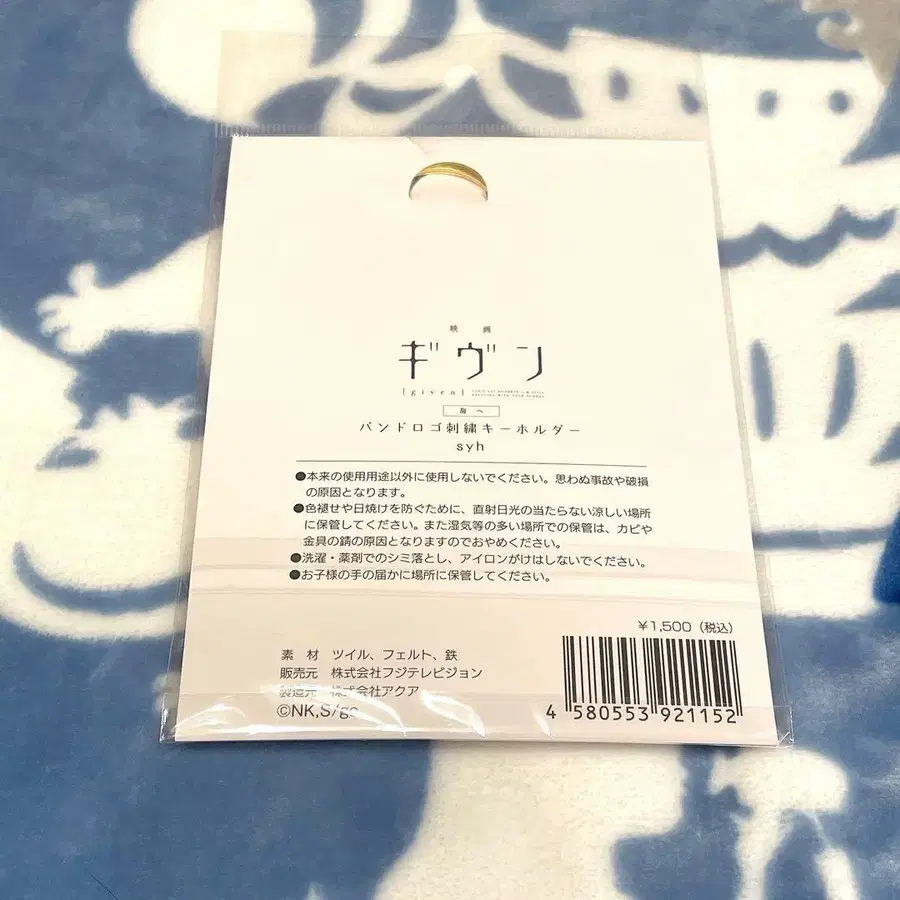 映画
ギヴン
[given]
海へ
バンドロゴ刺繍キーホルダー
syh
●本来の使用用途以外に使用しないでください。思わぬ事故や破損
の原因となります。
●色褪せや日焼けを防ぐために、直射日光の当たらない涼しい場所
に保管してください。また湿気等の多い場所での保管は、カビや
金具の錆の原因となりますのでおやめください。
●洗濯・薬剤でのシミ落とし、アイロンがけはしないでください。
●お子様の手の届かに場所に保管してください。
¥1,500（税込）
素 材 ツイル、フェルト、鉄
販売元 株式会社フジテレビジョン
製造元 株式会社アクア
©NK,S/gc
4 580553 921152